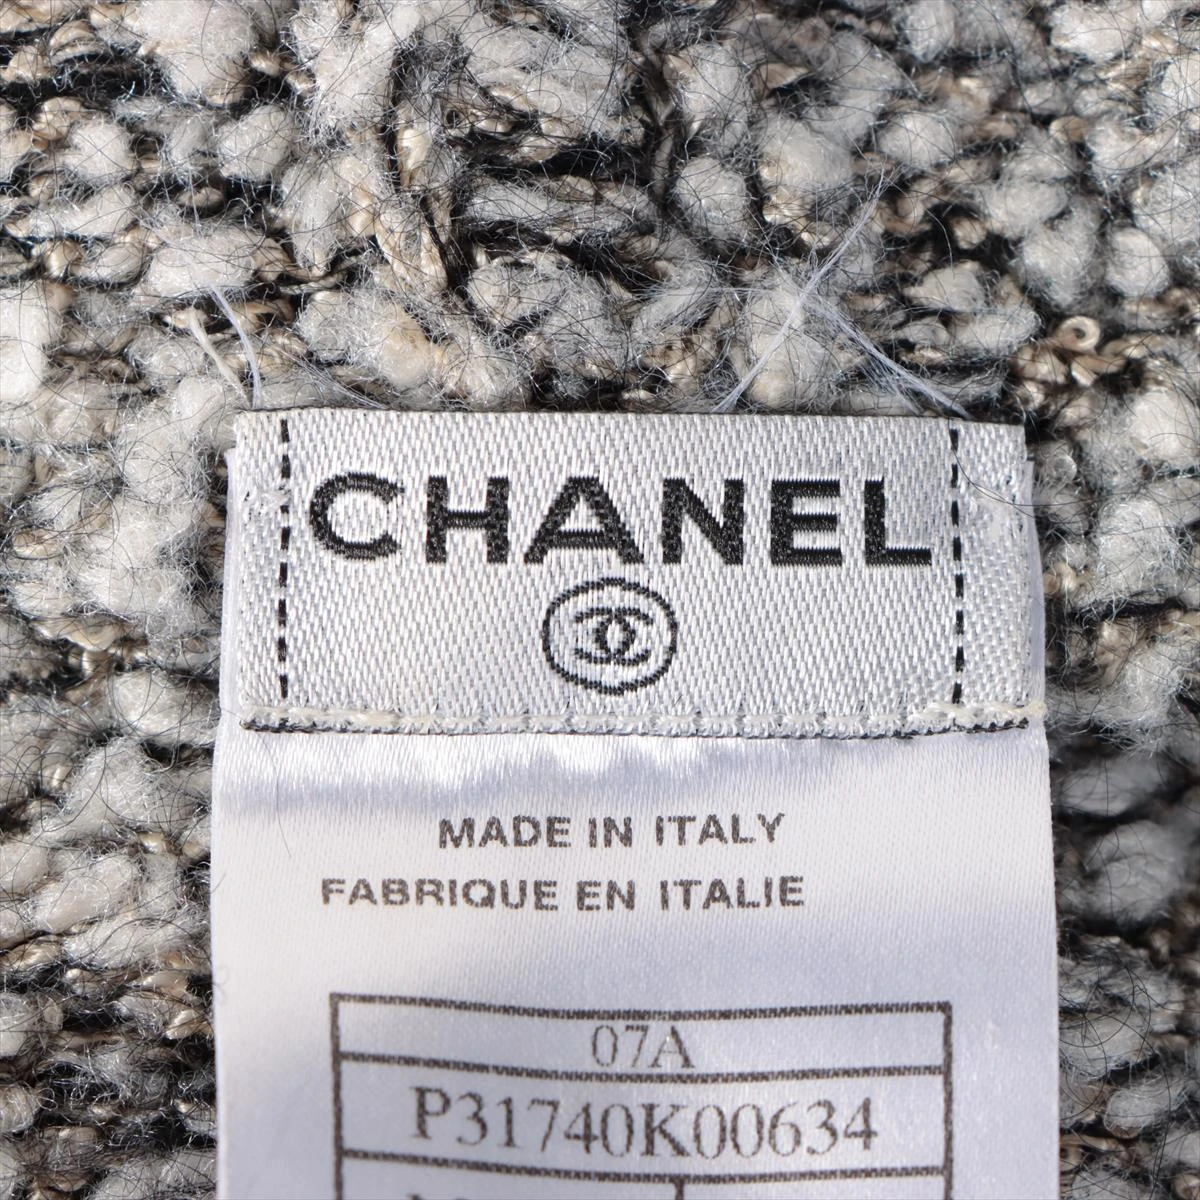 CHANEL
MADE IN ITALY
FABRIQUE EN ITALIE
07A
P31740K00634